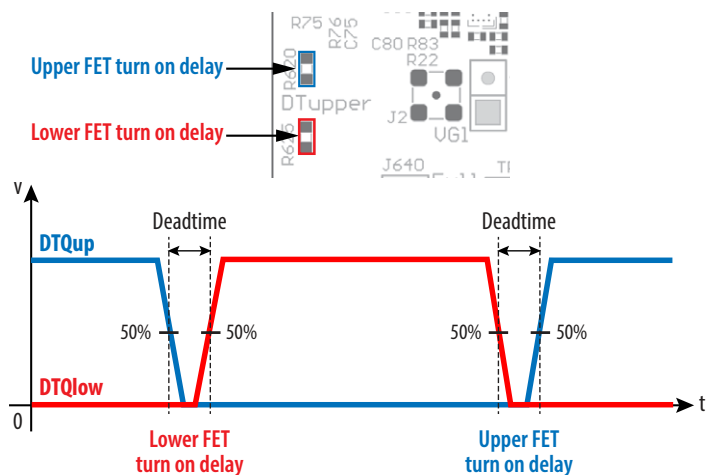 R75
R76
C75
C80 R83
R22
Upper FET turn on delay
R620
DTupper
Lower FET turn on delay
R625
J2
VG1
J640
V
Deadtime
Deadtime
DTQup
50%
50%
50%
50%
DTQlow
0
t
Lower FET
turn on delay
Upper FET
turn on delay